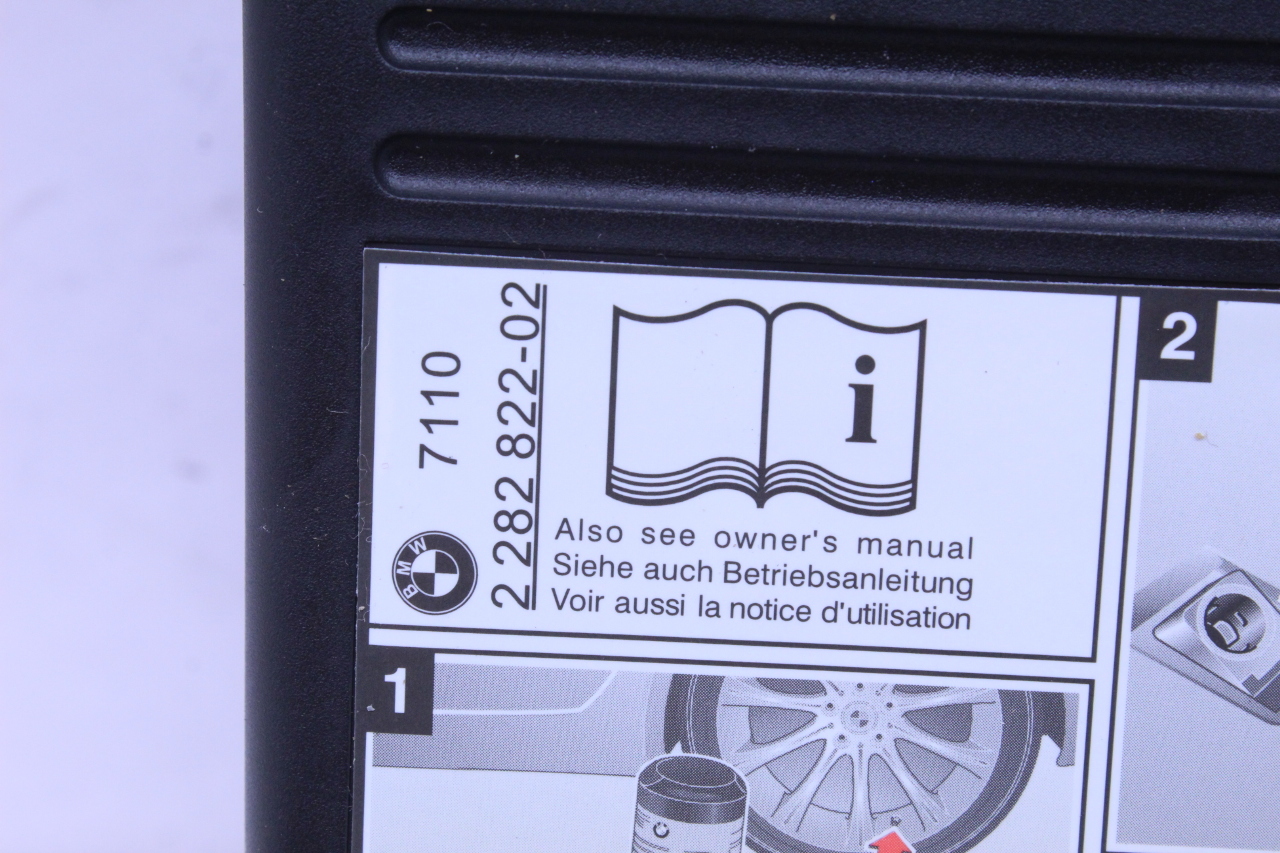 BMW
7110
2 282 822-02
i
Also see owner's manual
Siehe auch Betriebsanleitung
Voir aussi la notice d'utilisation
2
1